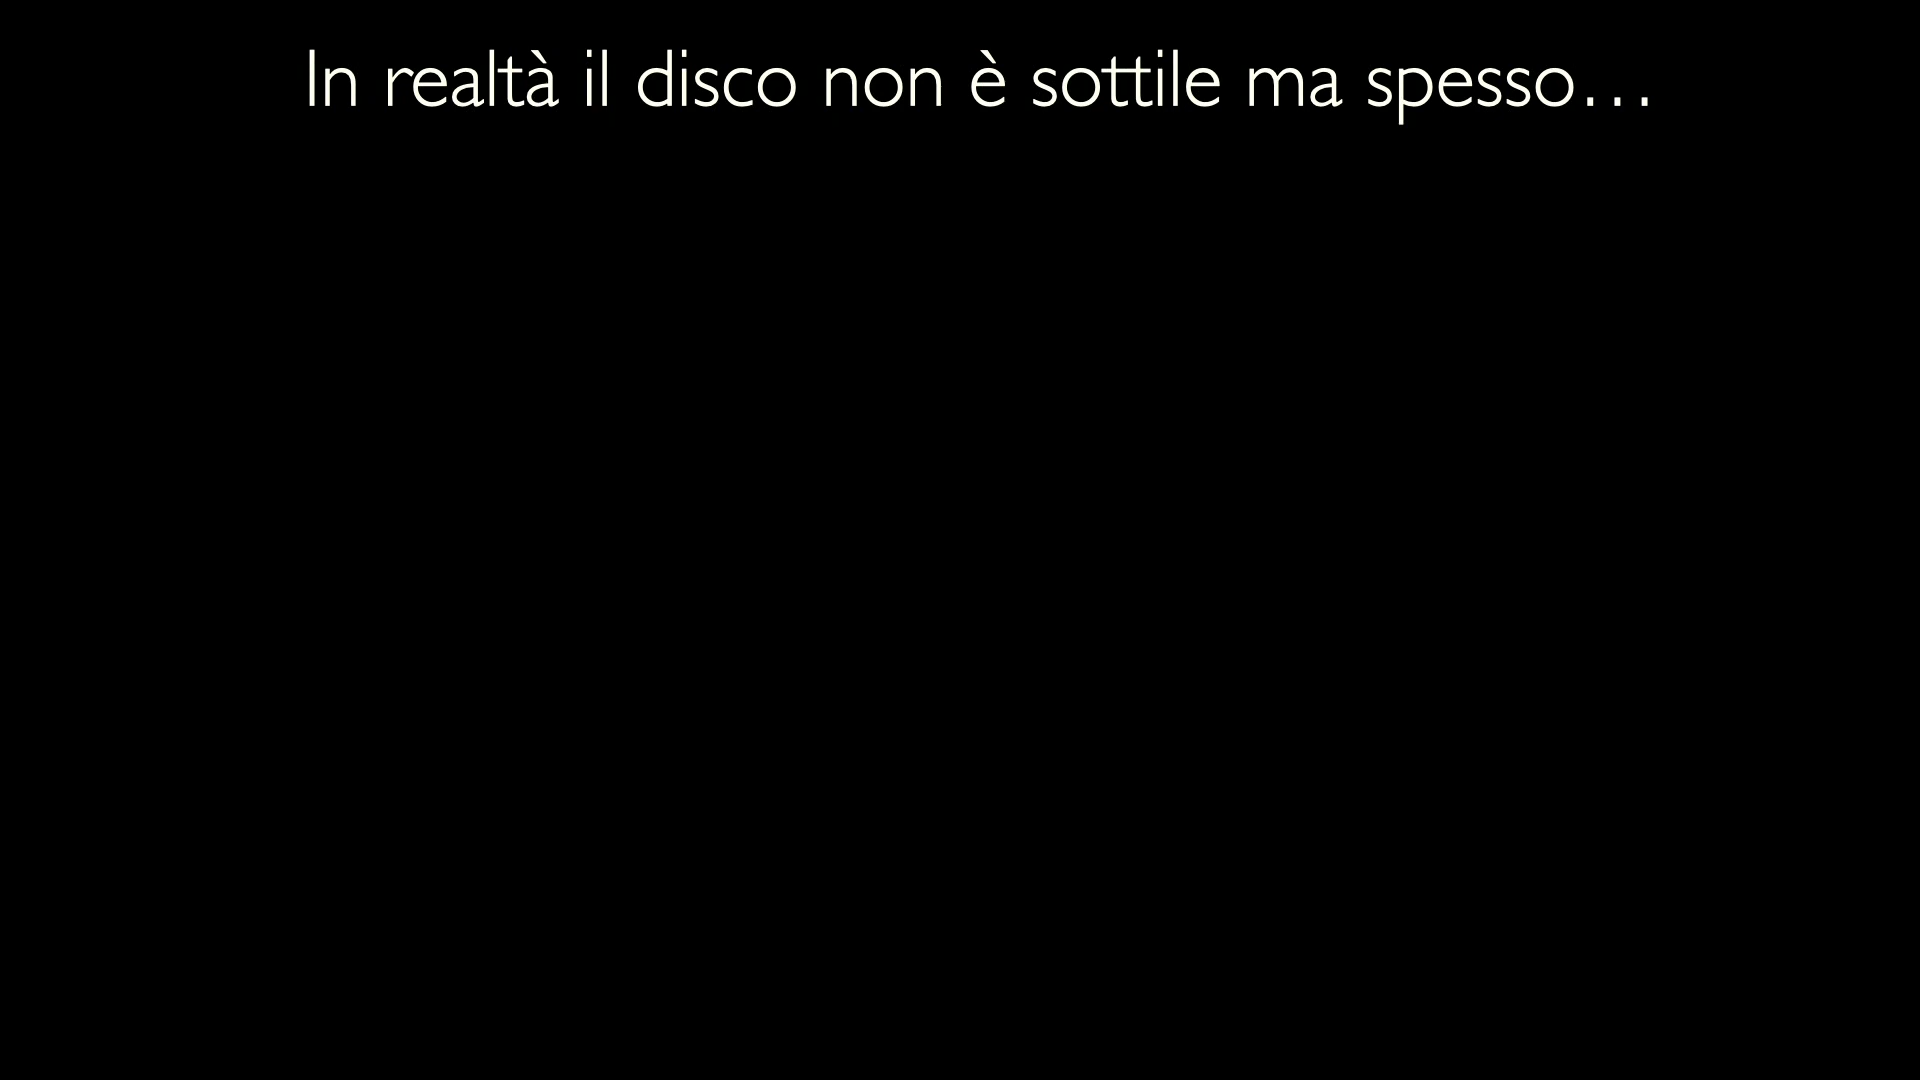 In realtà il disco non è sottile ma spesso…